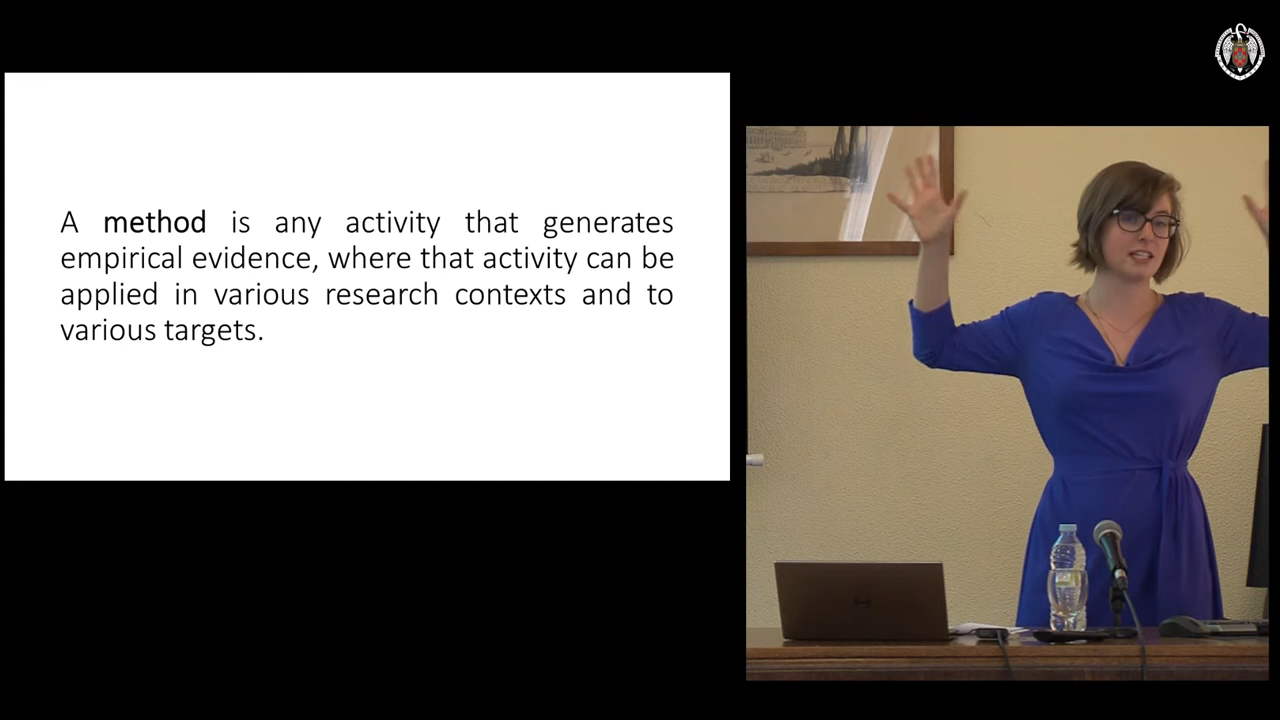 A method is any activity that generates
empirical evidence, where that activity can be
applied in various research contexts and to
various targets.